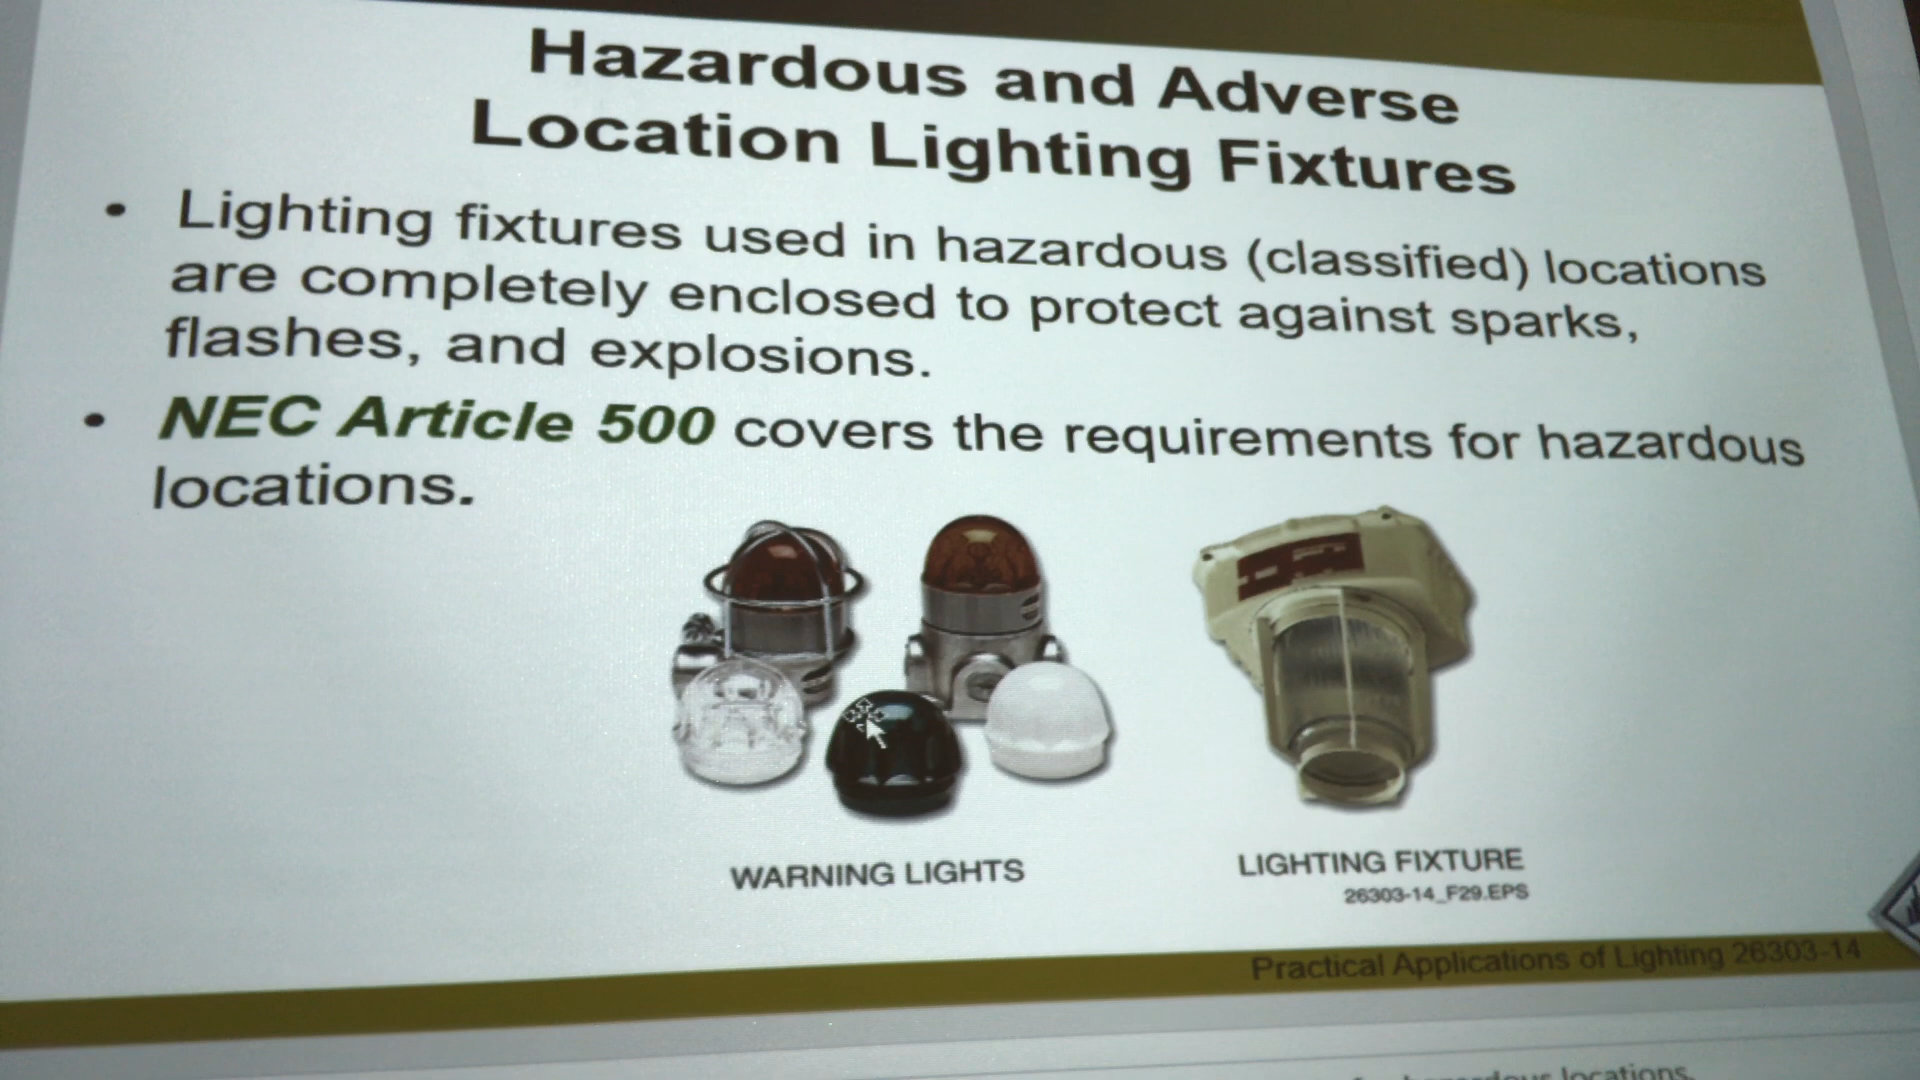 Hazardous and Adverse
Location Lighting Fixtures
• Lighting fixtures used in hazardous (classified) locations
are completely enclosed to protect against sparks,
flashes, and explosions.
• NEC Article 500 covers the requirements for hazardous
locations.
WARNING LIGHTS
LIGHTING FIXTURE
26303-14_F29.EPS
Practical Applications of Lighting 26303-14
hazardous locations.